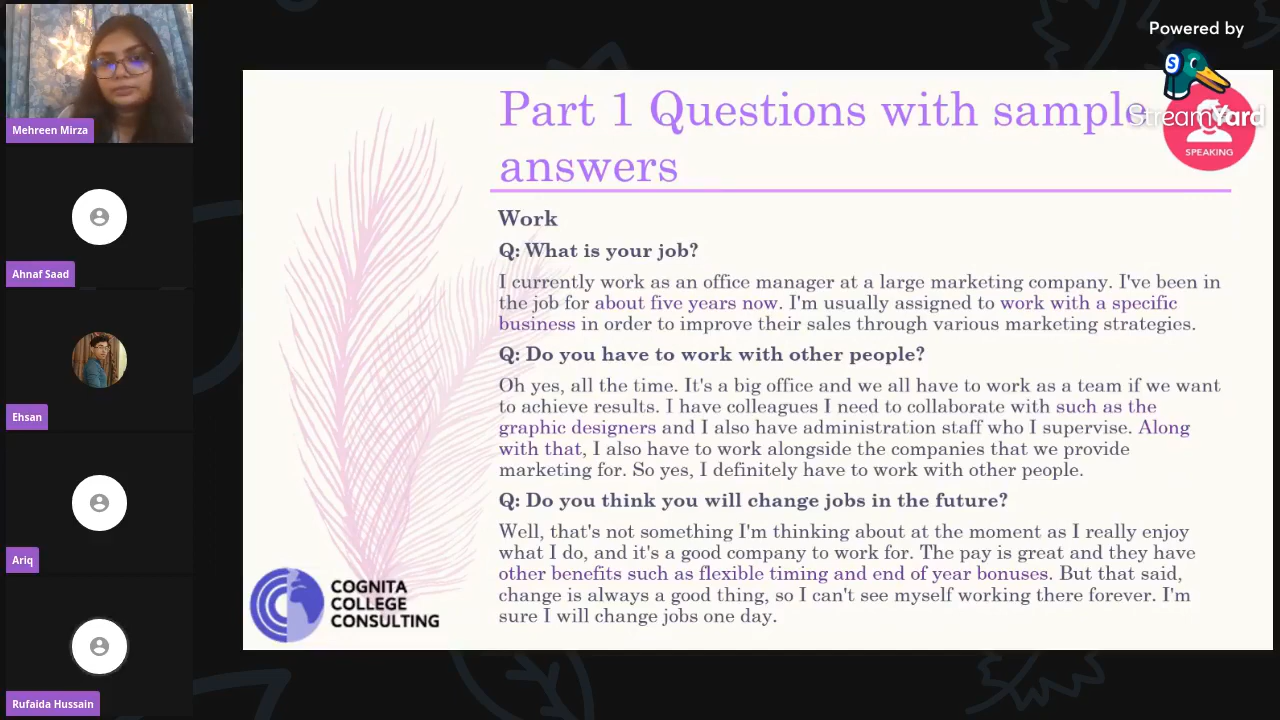 Mehreen Mirza
Ahnaf Saad
Ehsan
Ariq
Rufaida Hussain
Powered by
StreamYard
SPEAKING
Part 1 Questions with sample
answers
Work
Q: What is your job?
I currently work as an office manager at a large marketing company. I've been in
the job for about five years now. I'm usually assigned to work with a specific
business in order to improve their sales through various marketing strategies.
Q: Do you have to work with other people?
Oh yes, all the time. It's a big office and we all have to work as a team if we want
to achieve results. I have colleagues I need to collaborate with such as the
graphic designers and I also have administration staff who I supervise. Along
with that, I also have to work alongside the companies that we provide
marketing for. So yes, I definitely have to work with other people.
Q: Do you think you will change jobs in the future?
Well, that's not something I'm thinking about at the moment as I really enjoy
what I do, and it's a good company to work for. The pay is great and they have
other benefits such as flexible timing and end of year bonuses. But that said,
change is always a good thing, so I can't see myself working there forever. I'm
sure I will change jobs one day.
COGNITA
COLLEGE
CONSULTING